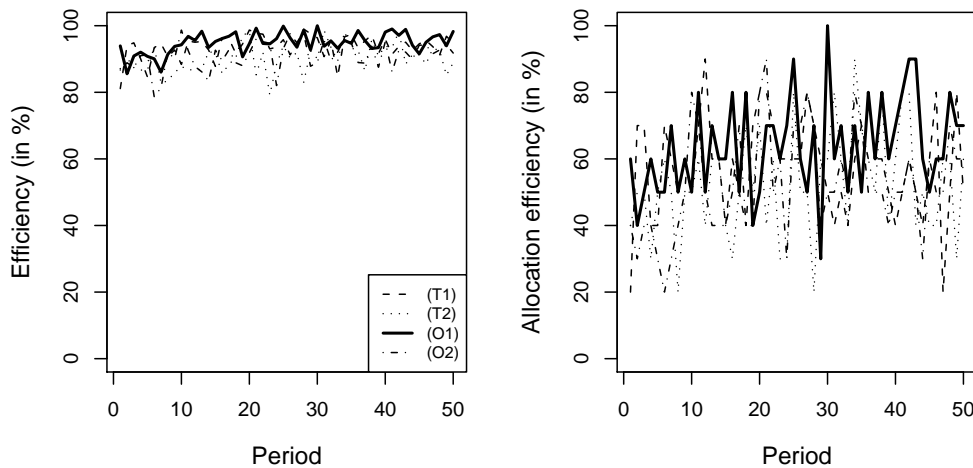 Efficiency (in %)
100
80
60
40
20
0
(T1)
(T2)
(O1)
(O2)
0 10 20 30 40 50
Period
Allocation efficiency (in %)
100
80
60
40
20
0
0 10 20 30 40 50
Period